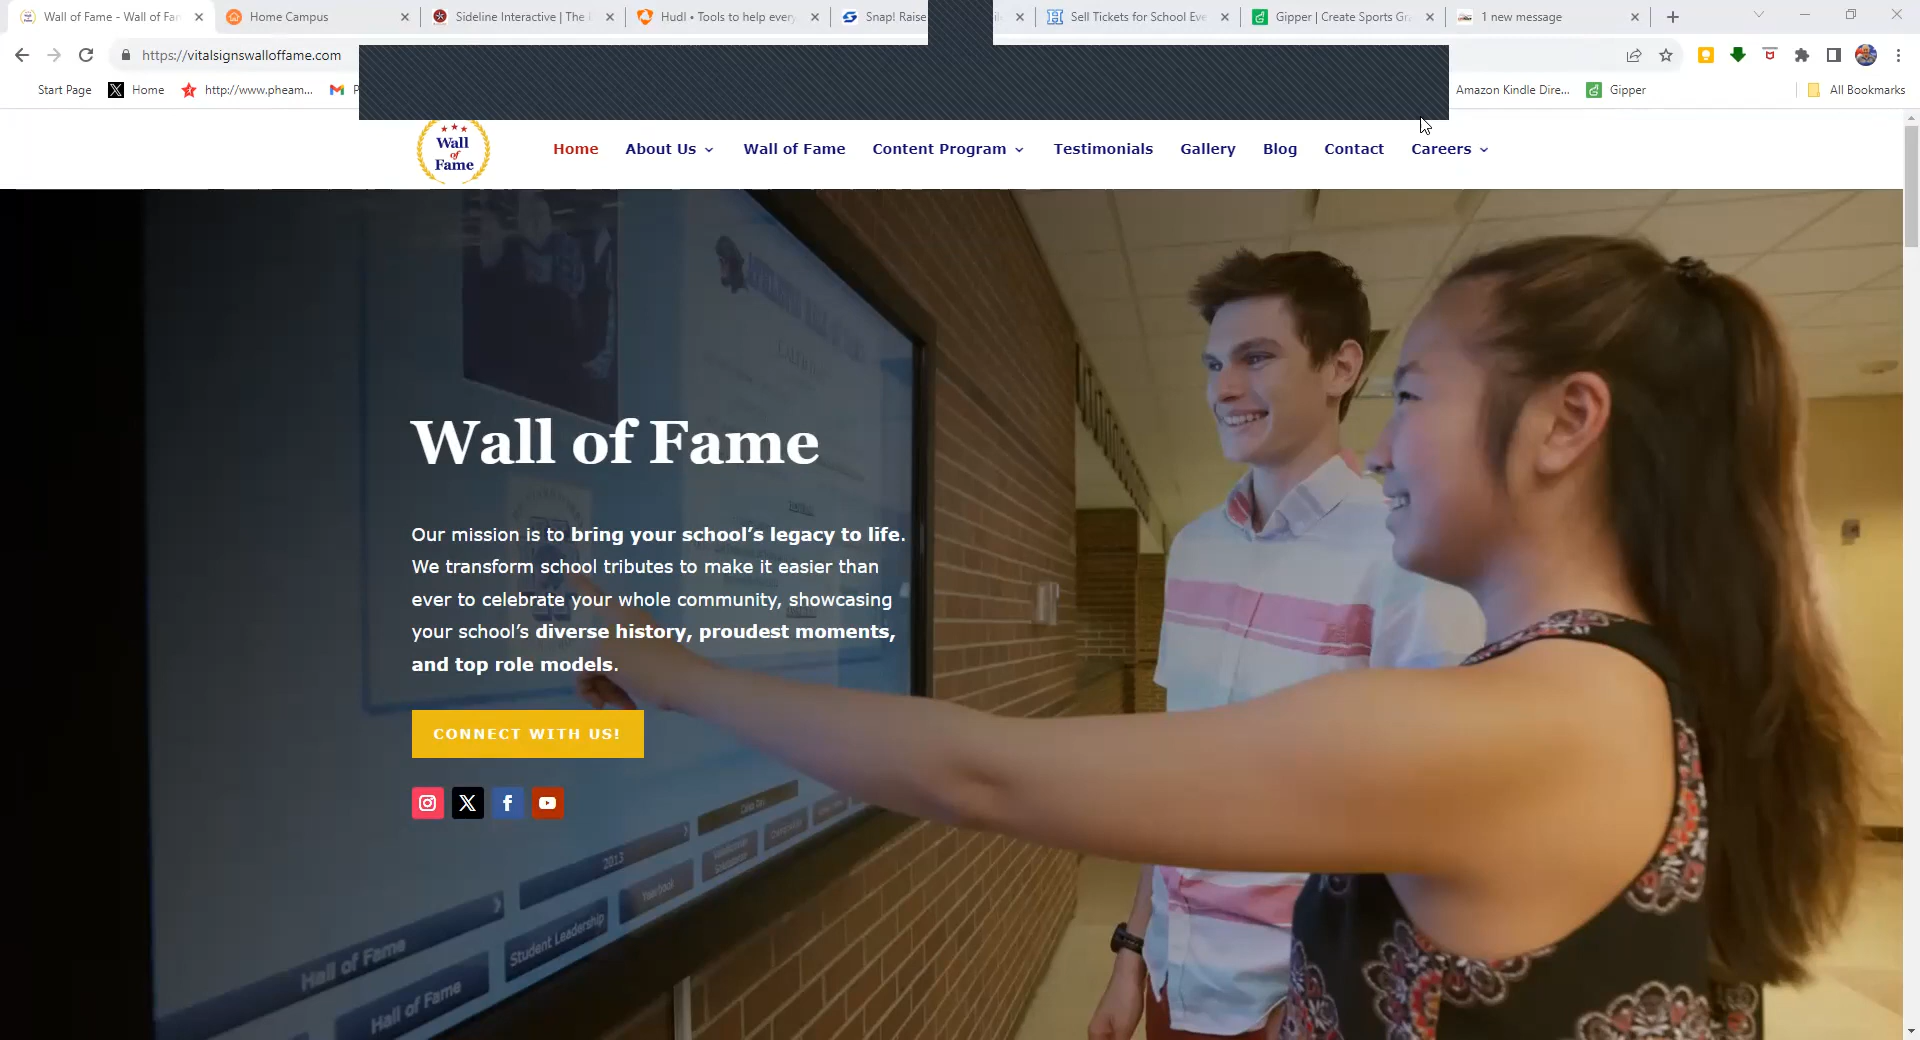 Wall of Fame - Wall of Fa
Home Campus
Sideline Interactive | The
Hudl • Tools to help every
Snap! Raise
Sell Tickets for School Eve
Gipper | Create Sports Gr
1 new message
https://vitalsignswalloffame.com
Start Page
Home
http://www.pheam...
Amazon Kindle Dire...
Gipper
All Bookmarks
Wall
of
Fame
Home
About Us
Wall of Fame
Content Program
Testimonials
Gallery
Blog
Contact
Careers
Wall of Fame
Our mission is to bring your school’s legacy to life.
We transform school tributes to make it easier than
ever to celebrate your whole community, showcasing
your school’s diverse history, proudest moments,
and top role models.
CONNECT WITH US!
2013
Hall of Fame
Student Leadership
Hall of Fame